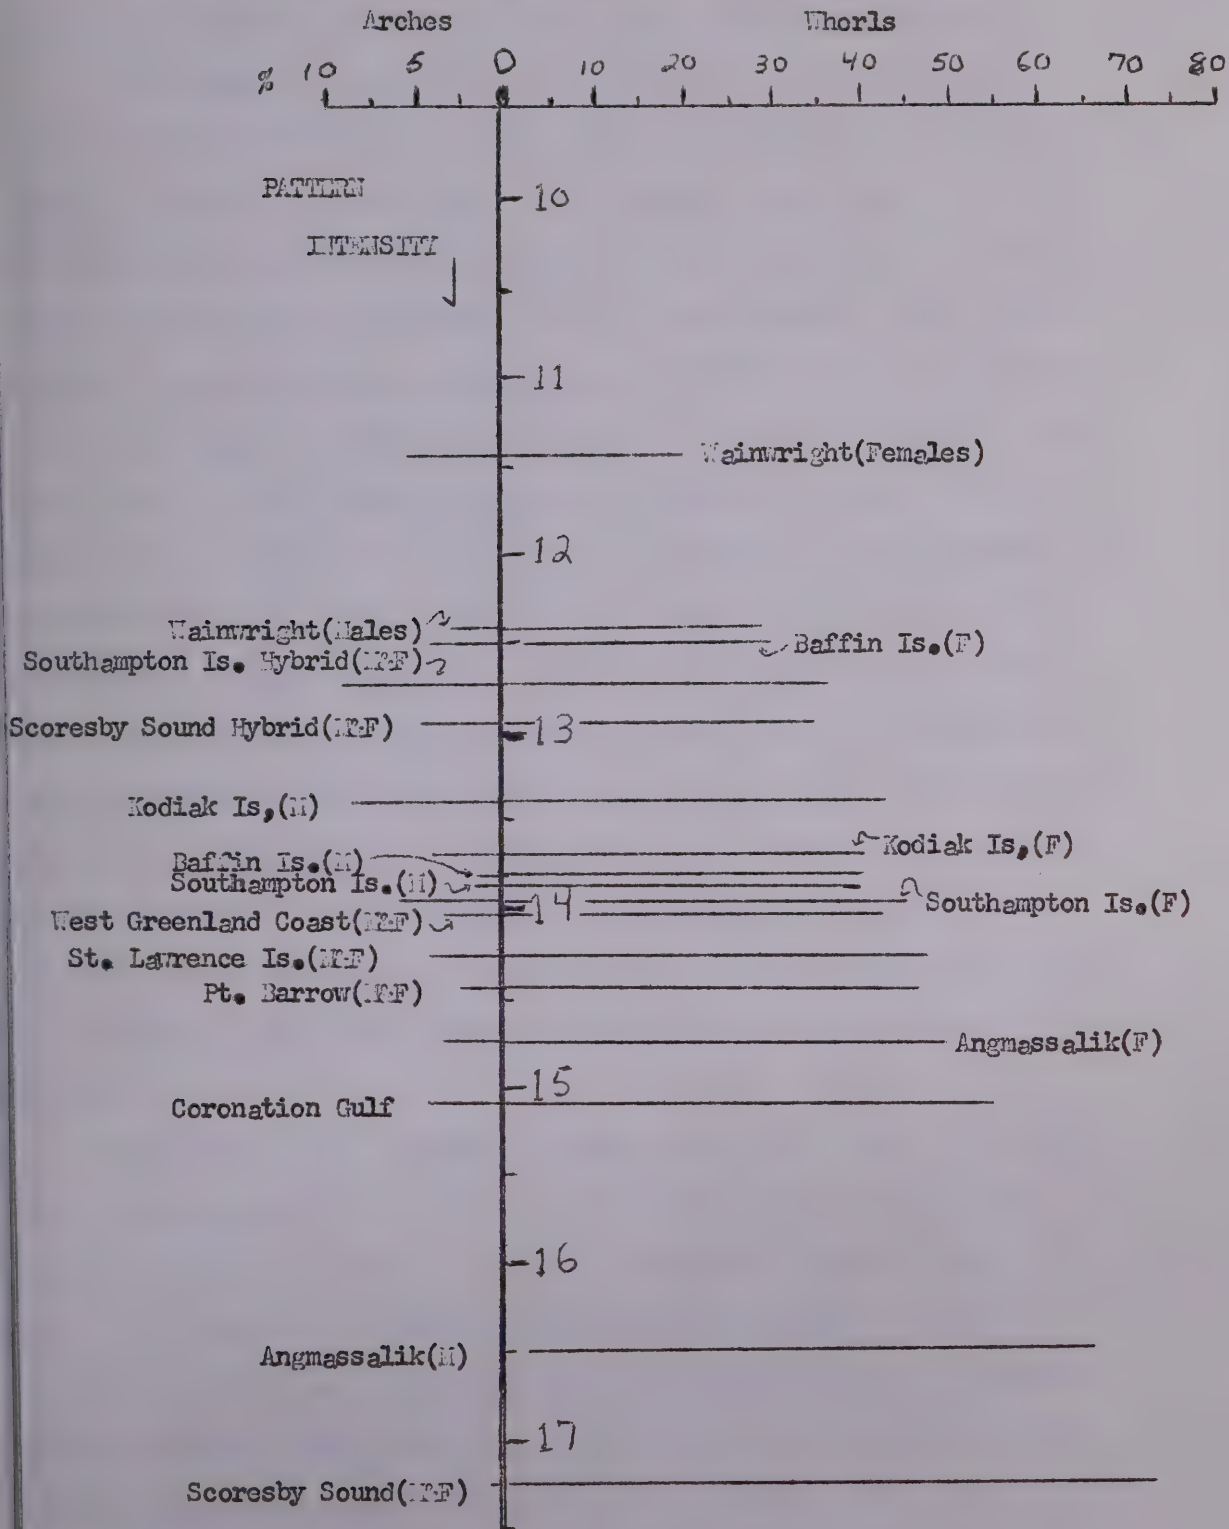 Arches Whorls
% 10 5 0 10 20 30 40 50 60 70 80
PATTERN
10
INTENSITY
11
Wainwright(Females)
12
Wainwright(Males)
Baffin Is.(F)
Southampton Is. Hybrid(M&F)
Scoresby Sound Hybrid(M&F)
13
Kodiak Is,(M)
Kodiak Is,(F)
Baffin Is.(M)
Southampton Is.(M)
14
Southampton Is.(F)
West Greenland Coast(M&F)
St. Lawrence Is.(M&F)
Pt. Barrow(M&F)
Angmassalik(F)
15
Coronation Gulf
16
Angmassalik(M)
17
Scoresby Sound(M&F)